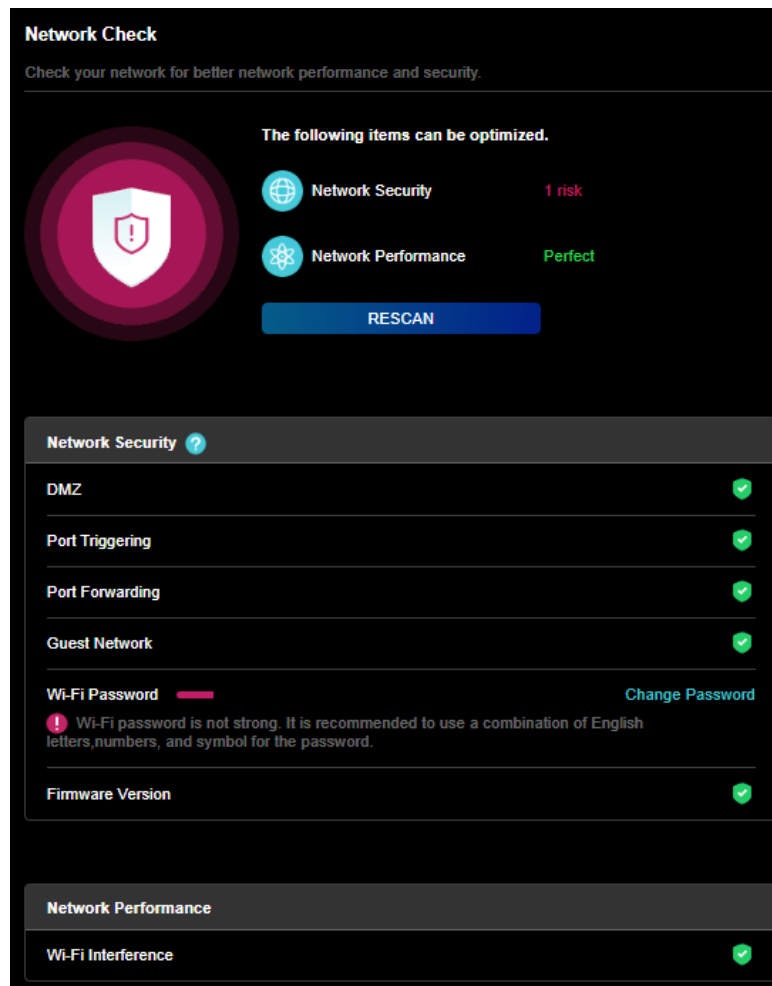 Network Check
Check your network for better network performance and security.
The following items can be optimized.
Network Security 1 risk
Network Performance Perfect
RESCAN
Network Security ?
DMZ
Port Triggering
Port Forwarding
Guest Network
Wi-Fi Password Change Password
! Wi-Fi password is not strong. It is recommended to use a combination of English
letters,numbers, and symbol for the password.
Firmware Version
Network Performance
Wi-Fi Interference